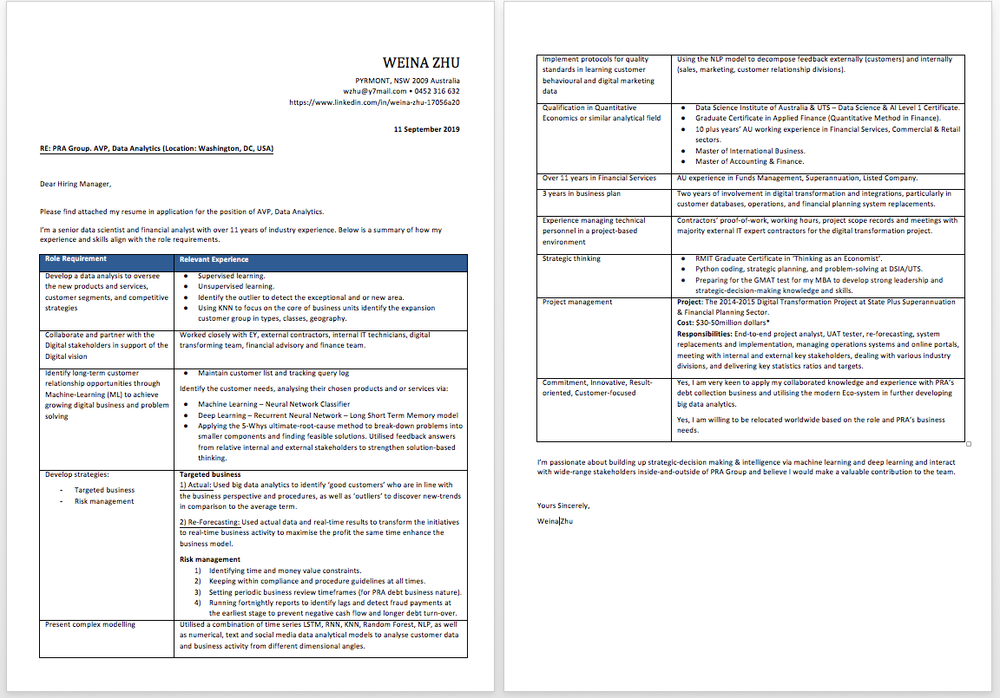 WEINA ZHU
PYRMONT, NSW 2009 Australia
wzhu@y7mail.com • 0452 316 632
https://www.linkedin.com/in/weina-zhu-17056a20
11 September 2019
RE: PRA Group. AVP, Data Analytics (Location: Washington, DC, USA)
Dear Hiring Manager,
Please find attached my resume in application for the position of AVP, Data Analytics.
I'm a senior data scientist and financial analyst with over 11 years of industry experience. Below is a summary of how my
experience and skills align with the role requirements.
Role Requirement
Relevant Experience
Develop a data analysis to oversee
the new products and services,
customer segments, and competitive
strategies
● Supervised learning.
● Unsupervised learning.
● Identify the outlier to detect the exceptional and or new area.
● Using KNN to focus on the core of business units identify the expansion
customer group in types, classes, geography.
Collaborate and partner with the
Digital stakeholders in support of the
Digital vision
Worked closely with EY, external contractors, internal IT technicians, digital
transforming team, financial advisory and finance team.
Identify long-term customer
relationship opportunities through
Machine-Learning (ML) to achieve
growing digital business and problem
solving
● Maintain customer list and tracking query log
Identify the customer needs, analysing their chosen products and or services via:
● Machine Learning – Neural Network Classifier
● Deep Learning – Recurrent Neural Network – Long Short Term Memory model
● Applying the 5-Whys ultimate-root-cause method to break-down problems into
smaller components and finding feasible solutions. Utilised feedback answers
from relative internal and external stakeholders to strengthen solution-based
thinking.
Develop strategies:
- Targeted business
- Risk management
Targeted business
1) Actual: Used big data analytics to identify 'good customers' who are in line with
the business perspective and procedures, as well as 'outliers' to discover new-trends
in comparison to the average term.
2) Re-Forecasting: Used actual data and real-time results to transform the initiatives
to real-time business activity to maximise the profit the same time enhance the
business model.
Risk management
1) Identifying time and money value constraints.
2) Keeping within compliance and procedure guidelines at all times.
3) Setting periodic business review timeframes (for PRA debt business nature).
4) Running fortnightly reports to identify lags and detect fraud payments at
the earliest stage to prevent negative cash flow and longer debt turn-over.
Present complex modelling
Utilised a combination of time series LSTM, RNN, KNN, Random Forest, NLP, as well
as numerical, text and social media data analytical models to analyse customer data
and business activity from different dimensional angles.
Implement protocols for quality
standards in learning customer
behavioural and digital marketing
data
Using the NLP model to decompose feedback externally (customers) and internally
(sales, marketing, customer relationship divisions).
Qualification in Quantitative
Economics or similar analytical field
● Data Science Institute of Australia & UTS – Data Science & AI Level 1 Certificate.
● Graduate Certificate in Applied Finance (Quantitative Method in Finance).
● 10 plus years' AU working experience in Financial Services, Commercial & Retail
sectors.
● Master of International Business.
● Master of Accounting & Finance.
Over 11 years in Financial Services
AU experience in Funds Management, Superannuation, Listed Company.
3 years in business plan
Two years of involvement in digital transformation and integrations, particularly in
customer databases, operations, and financial planning system replacements.
Experience managing technical
personnel in a project-based
environment
Contractors' proof-of-work, working hours, project scope records and meetings with
majority external IT expert contractors for the digital transformation project.
Strategic thinking
● RMIT Graduate Certificate in 'Thinking as an Economist'.
● Python coding, strategic planning, and problem-solving at DSIA/UTS.
● Preparing for the GMAT test for my MBA to develop strong leadership and
strategic-decision-making knowledge and skills.
Project management
Project: The 2014-2015 Digital Transformation Project at State Plus Superannuation
& Financial Planning Sector.
Cost: $30-50million dollars*
Responsibilities: End-to-end project analyst, UAT tester, re-forecasting, system
replacements and implementation, managing operations systems and online portals,
meeting with internal and external key stakeholders, dealing with various industry
divisions, and delivering key statistics ratios and targets.
Commitment, Innovative, Result-
oriented, Customer-focused
Yes, I am very keen to apply my collaborated knowledge and experience with PRA's
debt collection business and utilising the modern Eco-system in further developing
big data analytics.
Yes, I am willing to be relocated worldwide based on the role and PRA's business
needs.
I'm passionate about building up strategic-decision making & intelligence via machine learning and deep learning and interact
with wide-range stakeholders inside-and-outside of PRA Group and believe I would make a valuable contribution to the team.
Yours Sincerely,
Weina Zhu